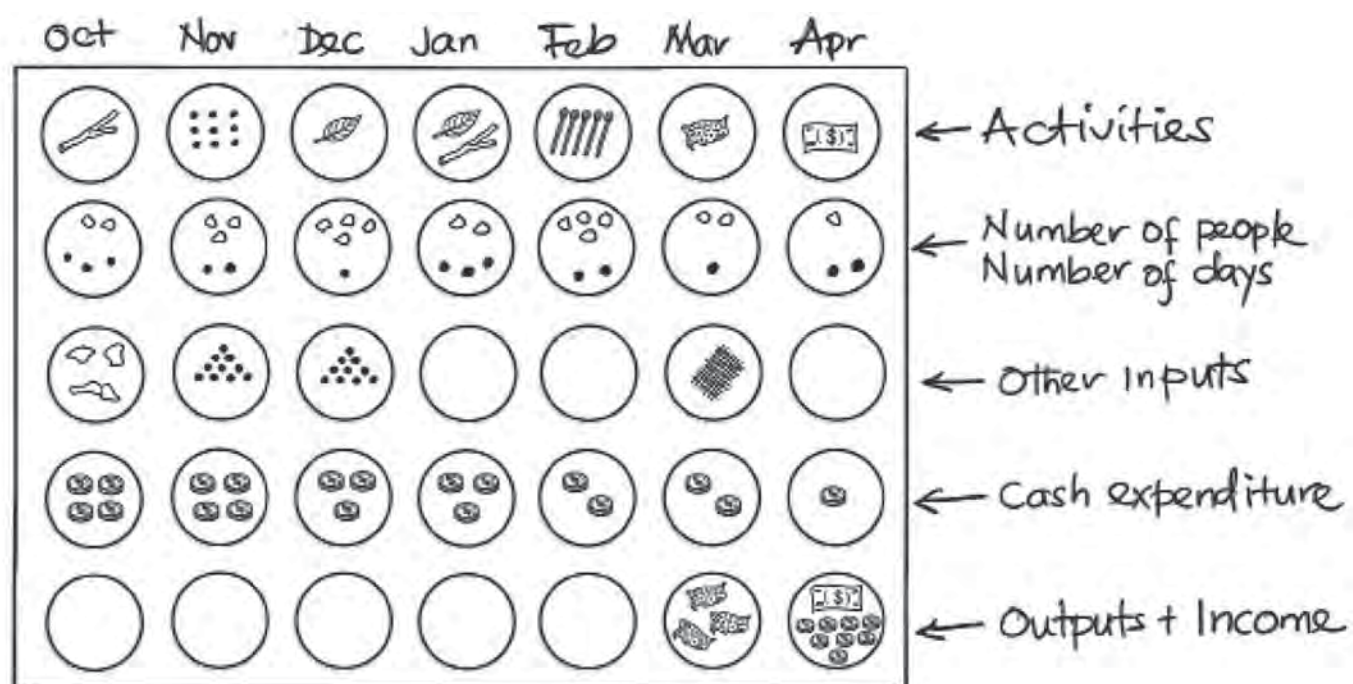 Oct Nov Dec Jan Feb Mar Apr
Activities
($)
Number of people
Number of days
Other inputs
Cash expenditure
Outputs + Income
($)